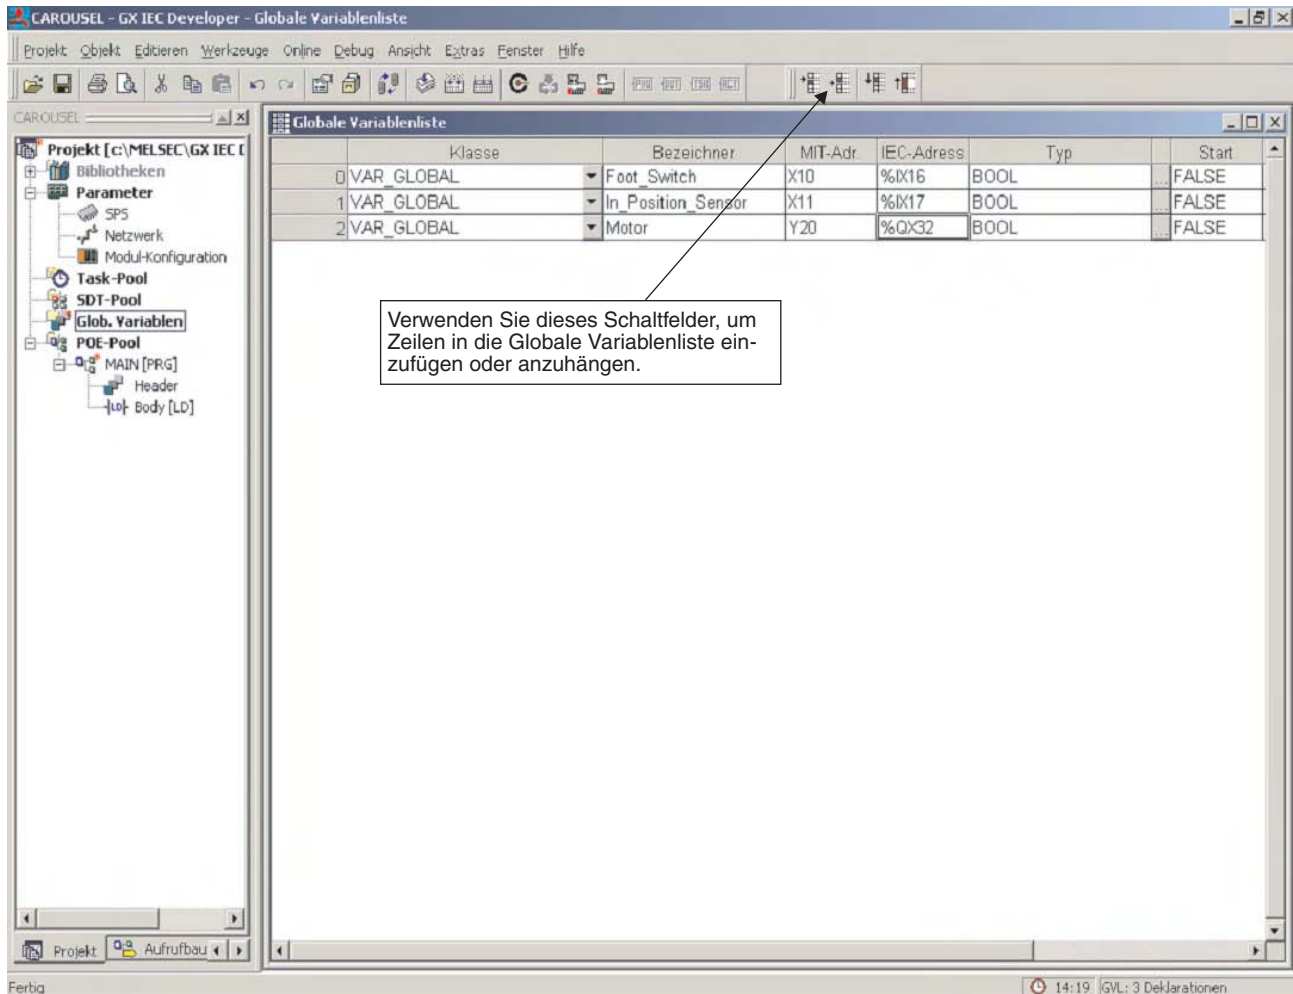 CAROUSEL - GX IEC Developer - Globale Variablenliste
Projekt Objekt Editieren Werkzeuge Online Debug Ansicht Extras Fenster Hilfe
CAROUSEL
Globale Variablenliste
Projekt [c:\MELSEC\GX IEC D
Bibliotheken
Parameter
SPS
Netzwerk
Modul-Konfiguration
Task-Pool
SDT-Pool
Glob. Variablen
POE-Pool
MAIN [PRG]
Header
Body [LD]
Klasse Bezeichner MIT-Adr. IEC-Adress Typ Start
0 VAR_GLOBAL Foot_Switch X10 %IX16 BOOL ... FALSE
1 VAR_GLOBAL In_Position_Sensor X11 %IX17 BOOL ... FALSE
2 VAR_GLOBAL Motor Y20 %QX32 BOOL ... FALSE
Verwenden Sie dieses Schaltfelder, um
Zeilen in die Globale Variablenliste ein-
zufügen oder anzuhängen.
Projekt Aufrufbau
Fertig 14:19 GVL: 3 Deklarationen